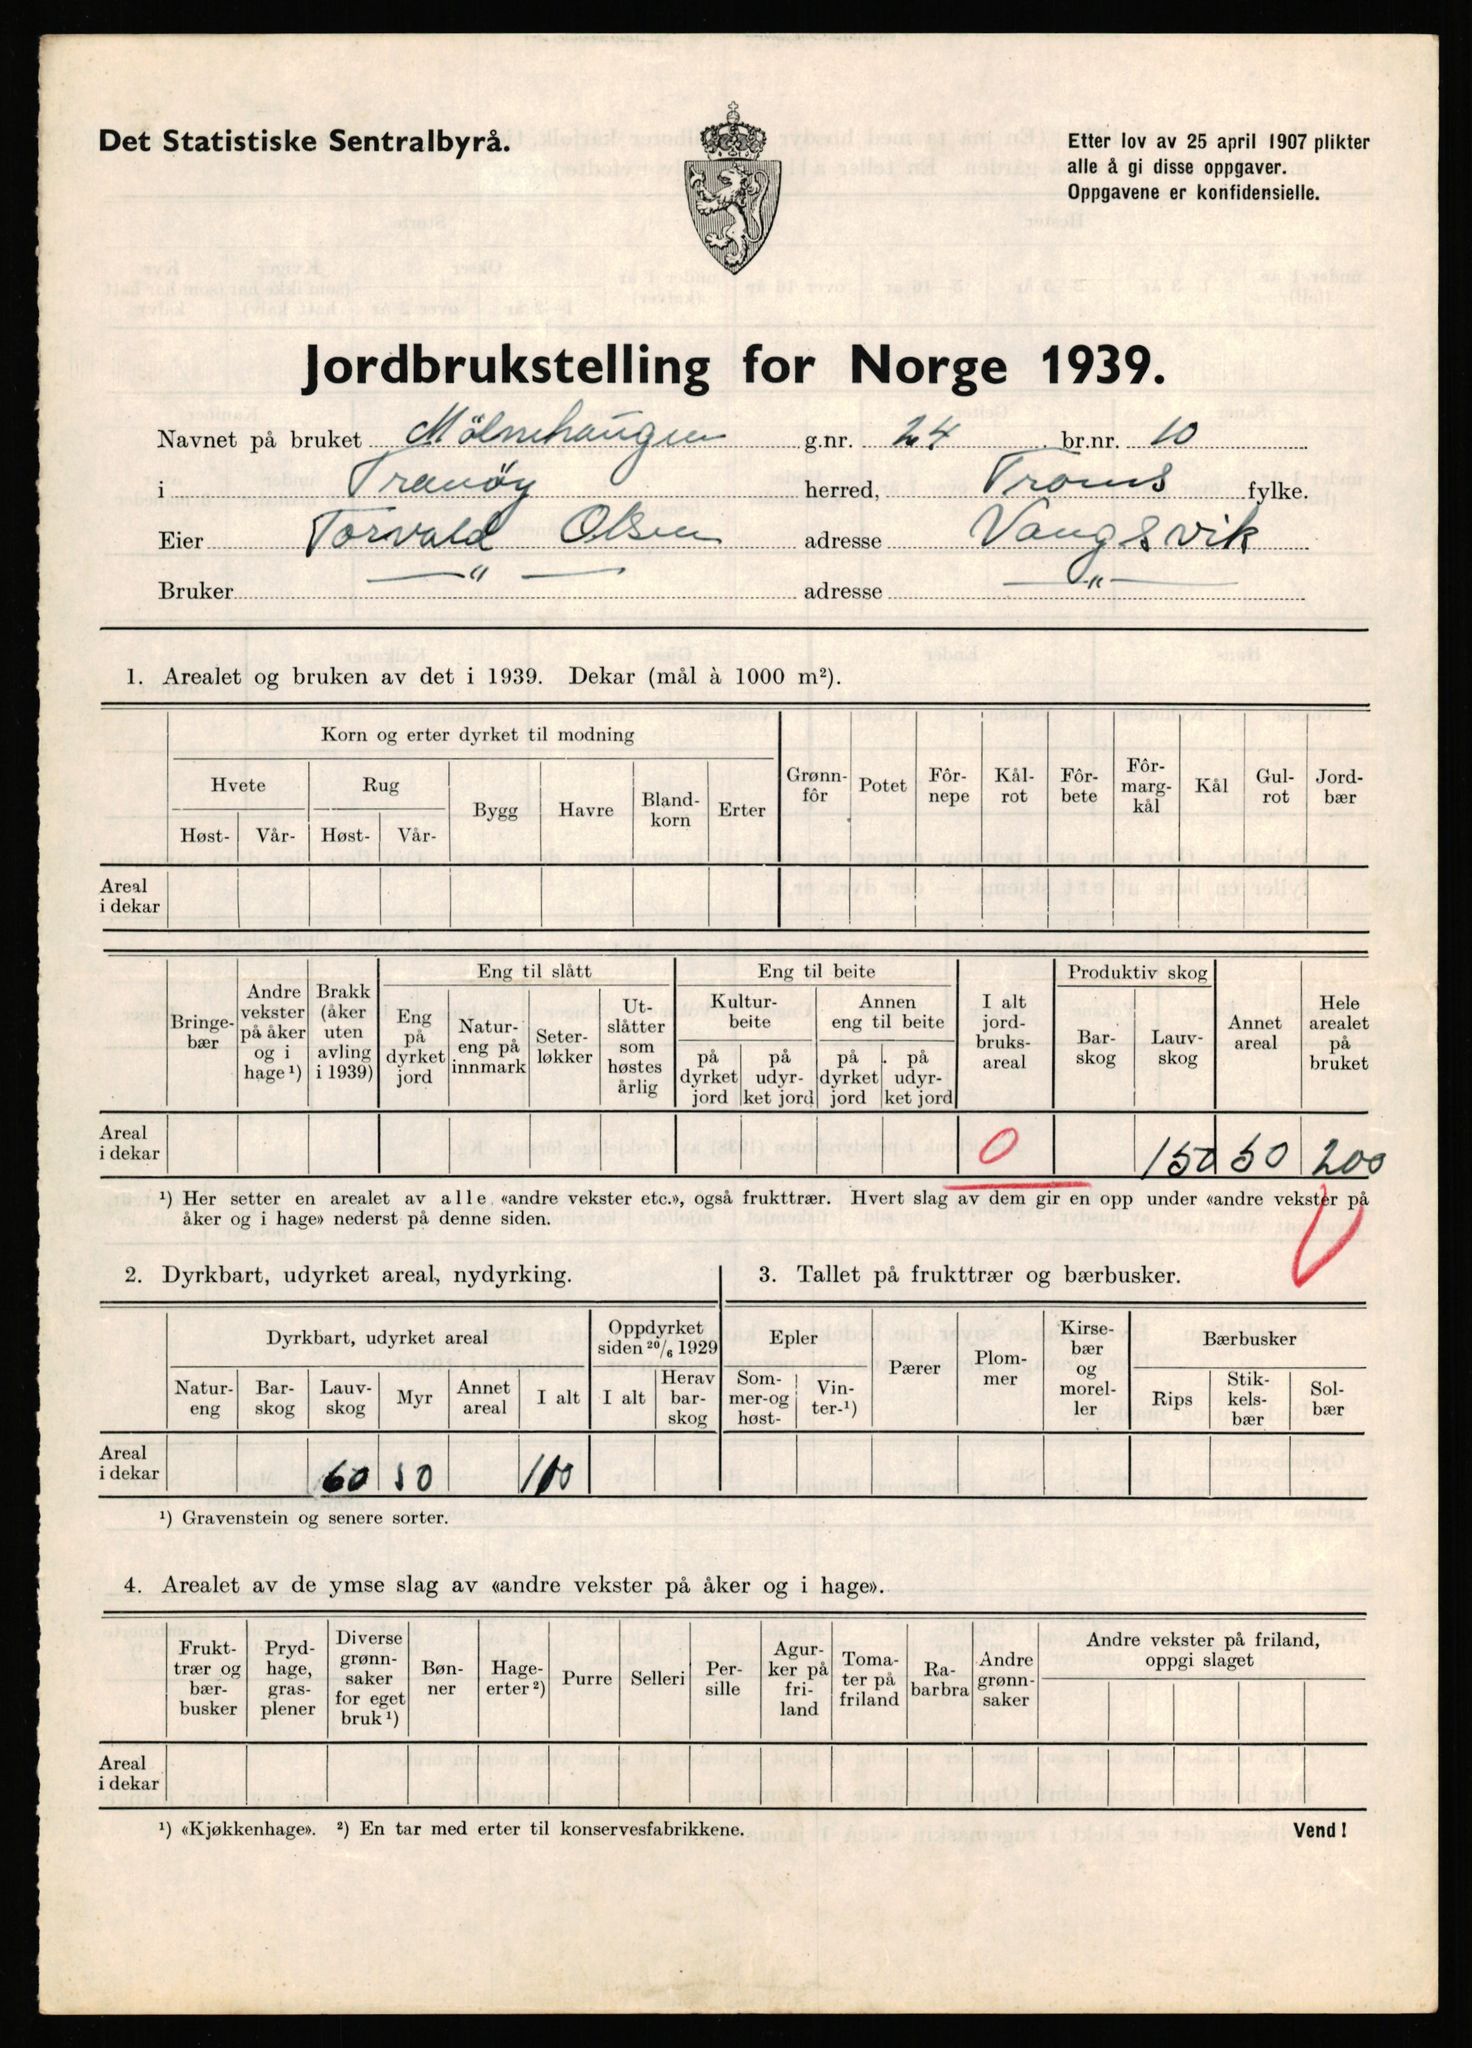 Det Statistiske Sentralbyrå.
Etter lov av 25 april 1907 plikter
alle å gi disse oppgaver.
Oppgavene er konfidensielle.
Jordbrukstelling for Norge 1939.
Navnet på bruket Mölnehaugen g.nr. 24 br.nr. 10
i Tranöy herred, Troms fylke.
Eier Torvald Olsen adresse Vangsvik
Bruker — " — adresse — " —
1. Arealet og bruken av det i 1939. Dekar (mål à 1000 m²).
Korn og erter dyrket til modning
Hvete Rug Bygg Havre Bland-korn Erter Grønn-fôr Potet Fôr-nepe Kål-rot Fôr-bete Fôr-marg-kål Kål Gul-rot Jord-bær
Høst- Vår- Høst- Vår-
Areal
i dekar
Eng til slått Eng til beite Produktiv skog
Bringe-bær Andre vekster på åker og i hage¹) Brakk (åker uten avling i 1939) Eng på dyrket jord Natur-eng på innmark Seter-løkker Ut-slåtter som høstes årlig Kultur-beite Annen eng til beite I alt jord-bruks-areal Bar-skog Lauv-skog Annet areal Hele arealet på bruket
på dyrket jord på udyr-ket jord på dyrket jord på udyr-ket jord
Areal
i dekar 0 150 50 200
¹) Her setter en arealet av alle «andre vekster etc.», også frukttrær. Hvert slag av dem gir en opp under «andre vekster på
åker og i hage» nederst på denne siden.
2. Dyrkbart, udyrket areal, nydyrking.
Dyrkbart, udyrket areal Oppdyrket siden 20/6 1929
Natur-eng Bar-skog Lauv-skog Myr Annet areal I alt I alt Herav bar-skog
Areal
i dekar 60 50 100
¹) Gravenstein og senere sorter.
3. Tallet på frukttrær og bærbusker.
Epler Pærer Plom-mer Kirse-bær og morel-ler Bærbusker
Som-mer-og høst- Vin-ter-¹) Rips Stik-kels-bær Sol-bær
4. Arealet av de ymse slag av «andre vekster på åker og i hage».
Frukt-trær og bær-busker Pryd-hage, gras-plener Diverse grønn-saker for eget bruk¹) Bøn-ner Hage-erter²) Purre Selleri Per-sille Agur-ker på fri-land Toma-ter på friland Ra-barbra Andre grønn-saker Andre vekster på friland, oppgi slaget
Areal
i dekar
¹) «Kjøkkenhage». ²) En tar med erter til konservesfabrikkene.
Vend!